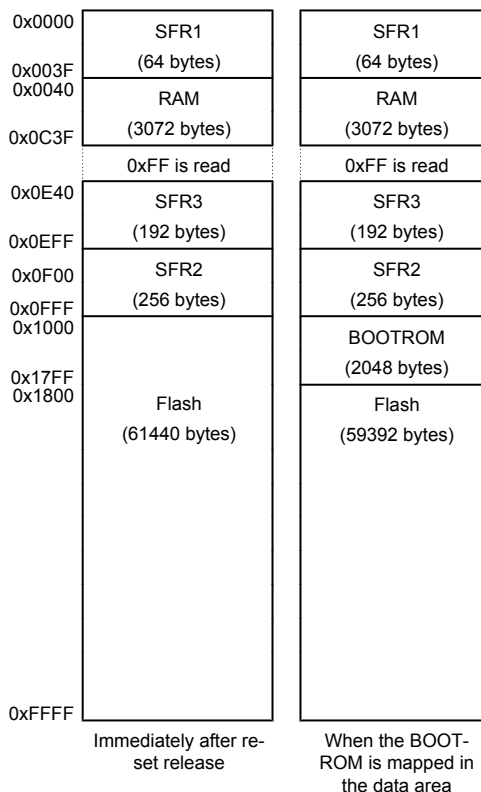 0x0000
0x003F
0x0040
0x0C3F
0x0E40
0x0EFF
0x0F00
0x0FFF
0x1000
0x17FF
0x1800
0xFFFF
SFR1
(64 bytes)
RAM
(3072 bytes)
0xFF is read
SFR3
(192 bytes)
SFR2
(256 bytes)
Flash
(61440 bytes)
Immediately after re-
set release
SFR1
(64 bytes)
RAM
(3072 bytes)
0xFF is read
SFR3
(192 bytes)
SFR2
(256 bytes)
BOOTROM
(2048 bytes)
Flash
(59392 bytes)
When the BOOT-
ROM is mapped in
the data area